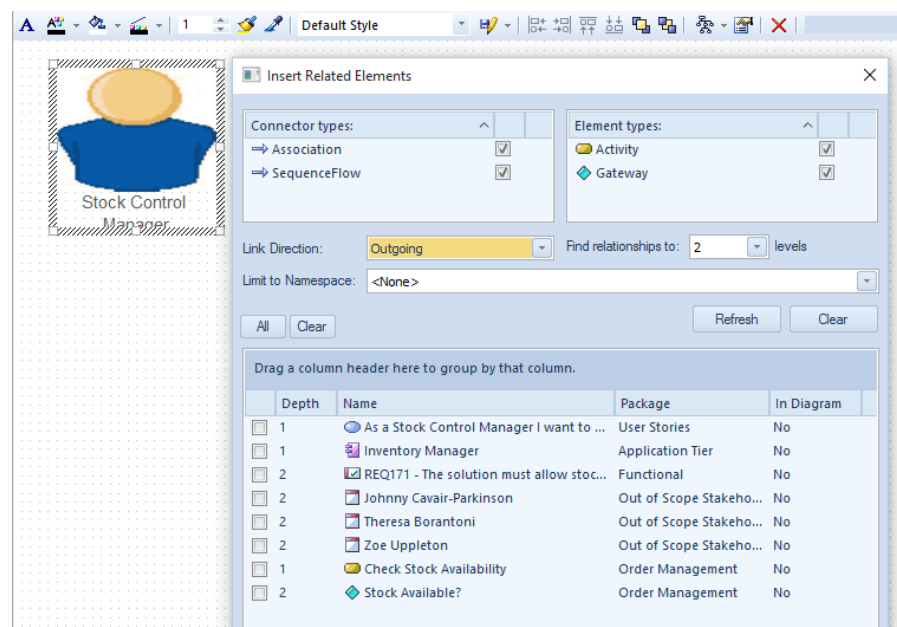 A A 1 Default Style
Insert Related Elements
Stock Control
Manager
Connector types:
Association
SequenceFlow
Element types:
Activity
Gateway
Link Direction: Outgoing Find relationships to: 2 levels
Limit to Namespace: <None>
All Clear Refresh Clear
Drag a column header here to group by that column.
Depth Name Package In Diagram
1 As a Stock Control Manager I want to ... User Stories No
1 Inventory Manager Application Tier No
2 REQ171 - The solution must allow stoc... Functional No
2 Johnny Cavair-Parkinson Out of Scope Stakeho... No
2 Theresa Borantoni Out of Scope Stakeho... No
2 Zoe Uppleton Out of Scope Stakeho... No
1 Check Stock Availability Order Management No
2 Stock Available? Order Management No